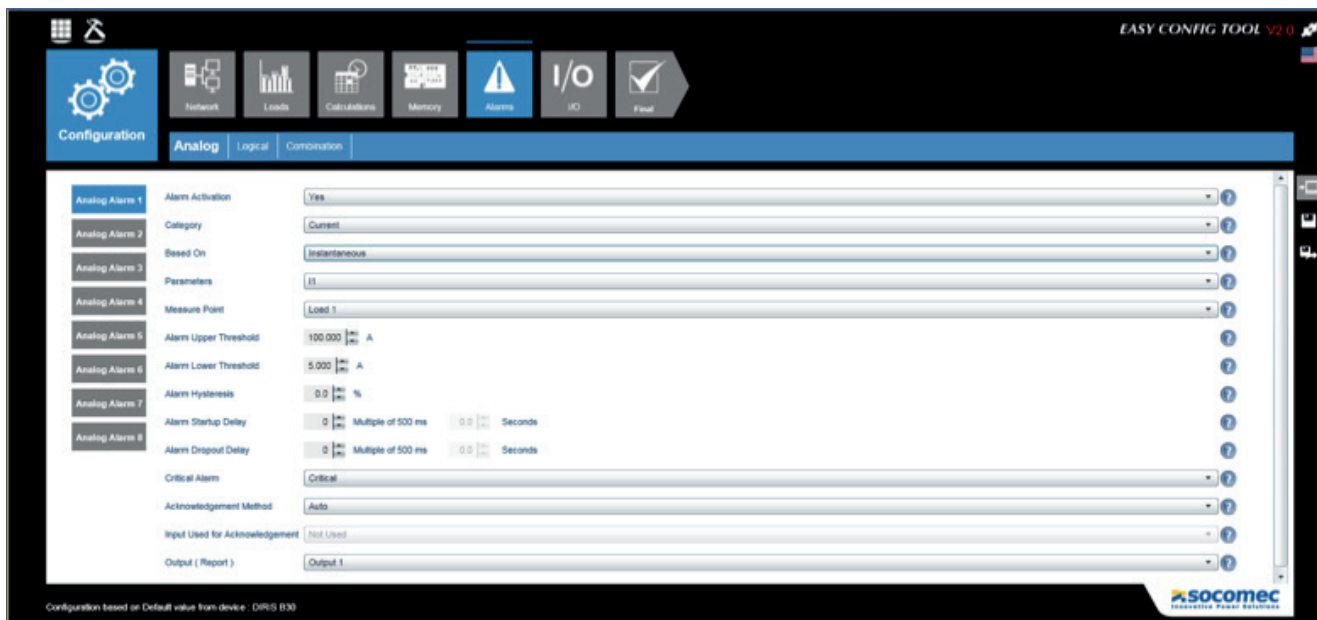 EASY CONFIG TOOL V2.0
Configuration
Network
Loads
Calculations
Memory
Alarms
I/O
I/O
Final
Analog
Logical
Combination
Analog Alarm 1
Analog Alarm 2
Analog Alarm 3
Analog Alarm 4
Analog Alarm 5
Analog Alarm 6
Analog Alarm 7
Analog Alarm 8
Alarm Activation Yes
Category Current
Based On Instantaneous
Parameters I1
Measure Point Load 1
Alarm Upper Threshold 100.000 A
Alarm Lower Threshold 5.000 A
Alarm Hysteresis 0.0 %
Alarm Startup Delay 0 Multiple of 500 ms 0.0 Seconds
Alarm Dropout Delay 0 Multiple of 500 ms 0.0 Seconds
Critical Alarm Critical
Acknowledgement Method Auto
Input Used for Acknowledgement Not Used
Output ( Report ) Output 1
Configuration based on Default value from device : DIRIS B30
socomec
Innovative Power Solutions